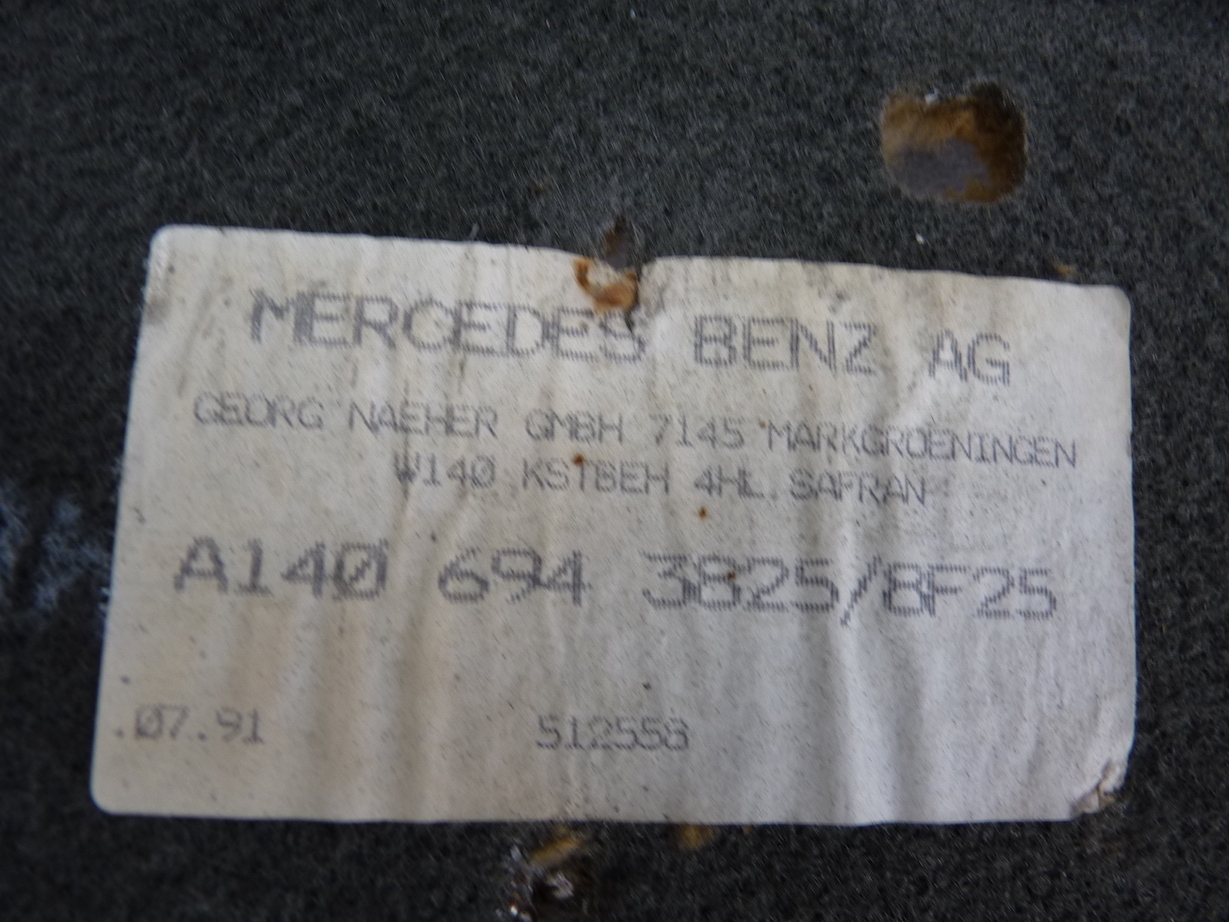 MERCEDES BENZ AG
GEORG NAEHER GMBH 7145 MARKGROENINGEN
W140 KSTBEH 4HL.SAFRAN
A140 694 3825/8F25
.07.91 512558